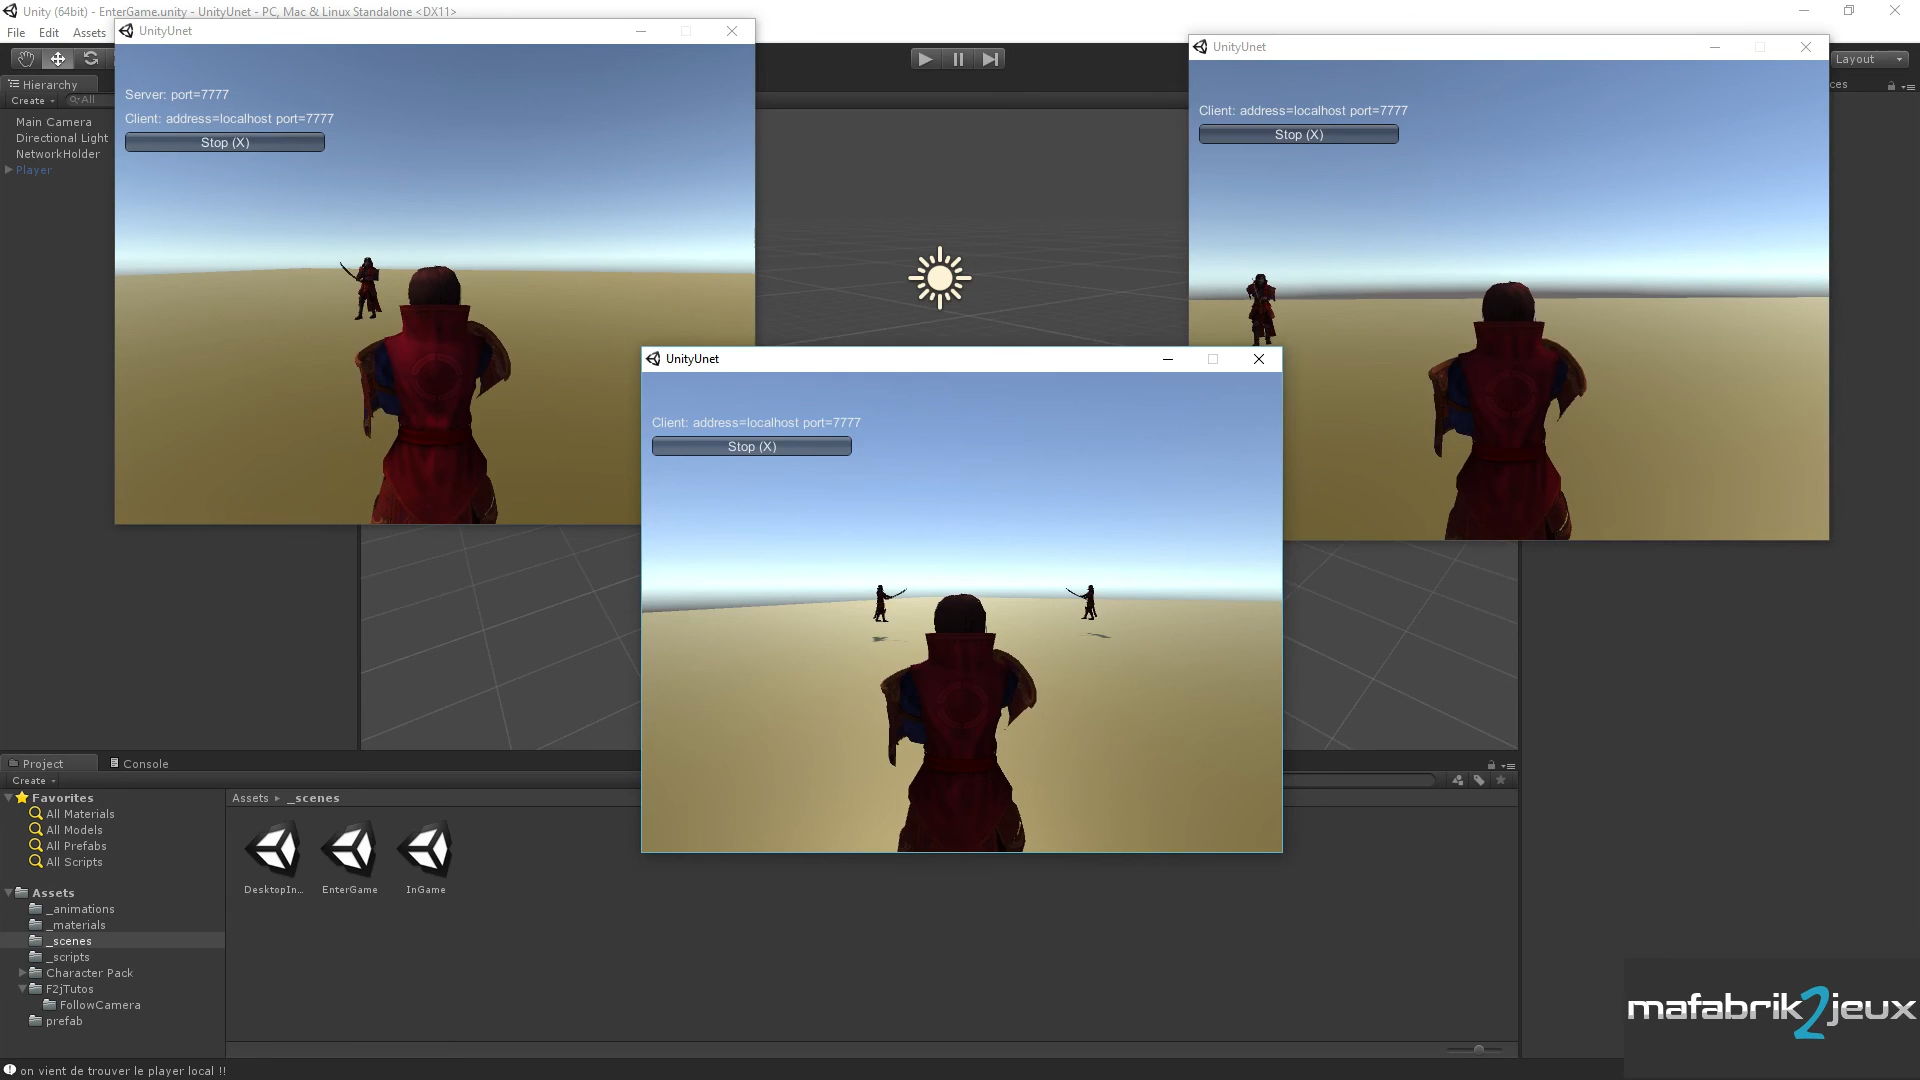 Unity (64bit) - EnterGame.unity - UnityUnet - PC, Mac & Linux Standalone <DX11>
File Edit Assets
UnityUnet
UnityUnet
Layout
Hierarchy
Create
All
ces
Main Camera
Directional Light
NetworkHolder
Player
Server: port=7777
Client: address=localhost port=7777
Stop (X)
Client: address=localhost port=7777
Stop (X)
UnityUnet
Client: address=localhost port=7777
Stop (X)
Project
Console
Create
Favorites
All Materials
All Models
All Prefabs
All Scripts
Assets
_animations
_materials
_scenes
_scripts
Character Pack
F2jTutos
FollowCamera
prefab
Assets _scenes
DesktopIn...
EnterGame
InGame
mafabrik2jeux
on vient de trouver le player local !!